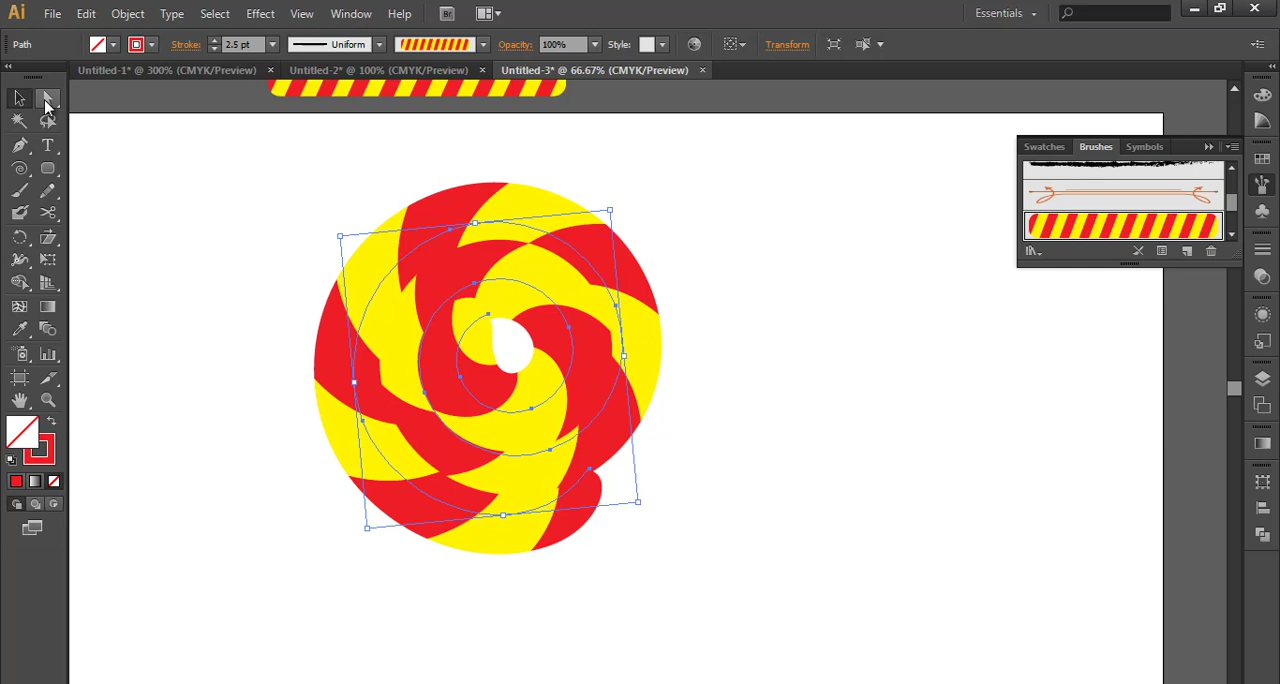 Ai File Edit Object Type Select Effect View Window Help Br Essentials
Path Stroke: 2.5 pt Uniform Opacity: 100% Style: Transform
Untitled-1* @ 300% (CMYK/Preview) × Untitled-2* @ 100% (CMYK/Preview) × Untitled-3* @ 66.67% (CMYK/Preview) ×
Swatches Brushes Symbols
T